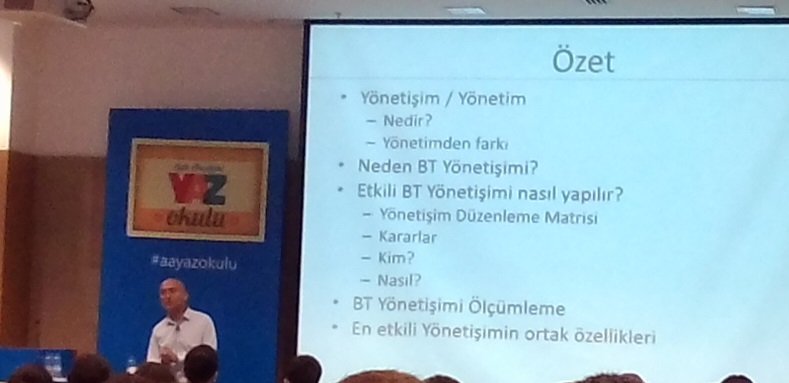 Özet
• Yönetişim / Yönetim
– Nedir?
– Yönetimden farkı
• Neden BT Yönetişimi?
• Etkili BT Yönetişimi nasıl yapılır?
– Yönetişim Düzenleme Matrisi
– Kararlar
– Kim?
– Nasıl?
• BT Yönetişimi Ölçümleme
• En etkili Yönetişimin ortak özellikleri
YAZ
okulu
#aayazokulu